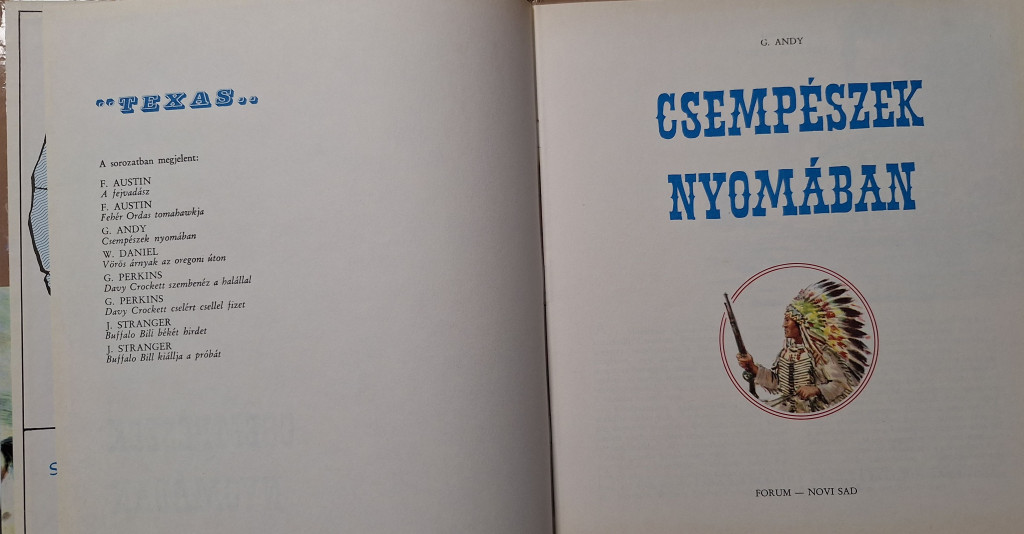 “TEXAS„
A sorozatban megjelent:
F. AUSTIN
A fejvadász
F. AUSTIN
Fehér Ordas tomahawkja
G. ANDY
Csempészek nyomában
W. DANIEL
Vörös árnyak az oregoni úton
G. PERKINS
Davy Crockett szembenéz a halállal
G. PERKINS
Davy Crockett cselért csellel fizet
J. STRANGER
Buffalo Bill békét hirdet
J. STRANGER
Buffalo Bill kiállja a próbát
S
G. ANDY
CSEMPÉSZEK
NYOMÁBAN
FORUM — NOVI SAD